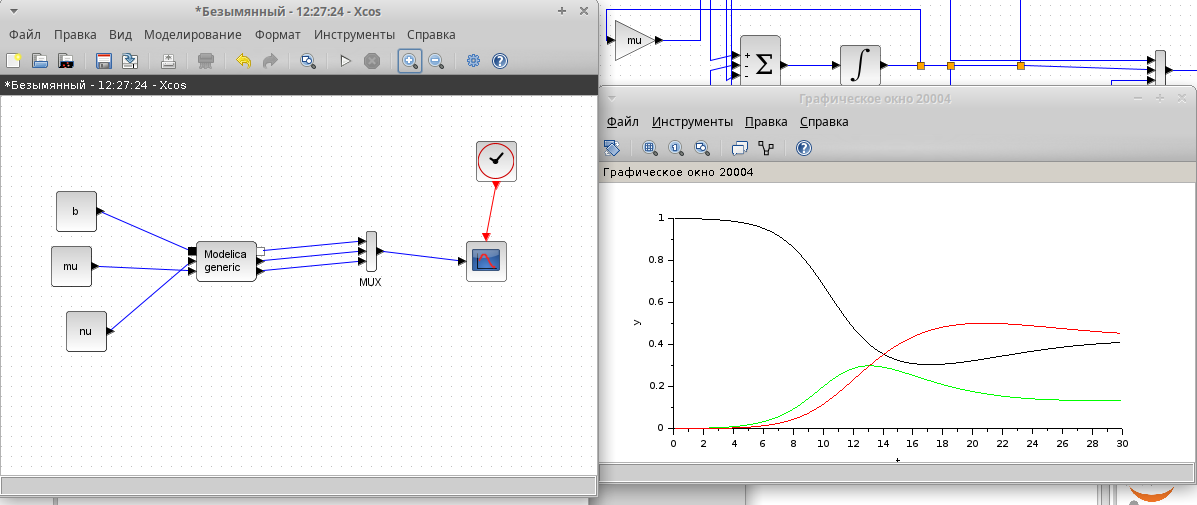 *Безымянный - 12:27:24 - Xcos
Файл Правка Вид Моделирование Формат Инструменты Справка
*Безымянный - 12:27:24 - Xcos
b
mu
nu
Modelica
generic
MUX
mu
+
-
-
Σ
∫
Графическое окно 20004
Файл Инструменты Правка Справка
Графическое окно 20004
1
0.8
0.6
0.4
0.2
0
y
0 2 4 6 8 10 12 14 16 18 20 22 24 26 28 30